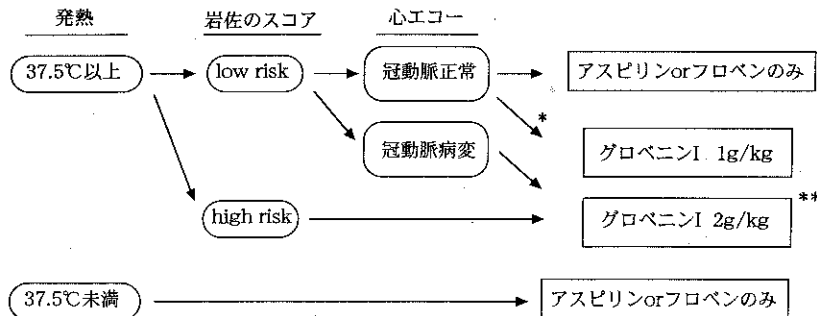 発熱 岩佐のスコア 心エコー
37.5℃以上 low risk 冠動脈正常 アスピリンorフロベンのみ
*
冠動脈病変 グロベニンI 1g/kg
high risk グロベニンI 2g/kg **
37.5℃未満 アスピリンorフロベンのみ